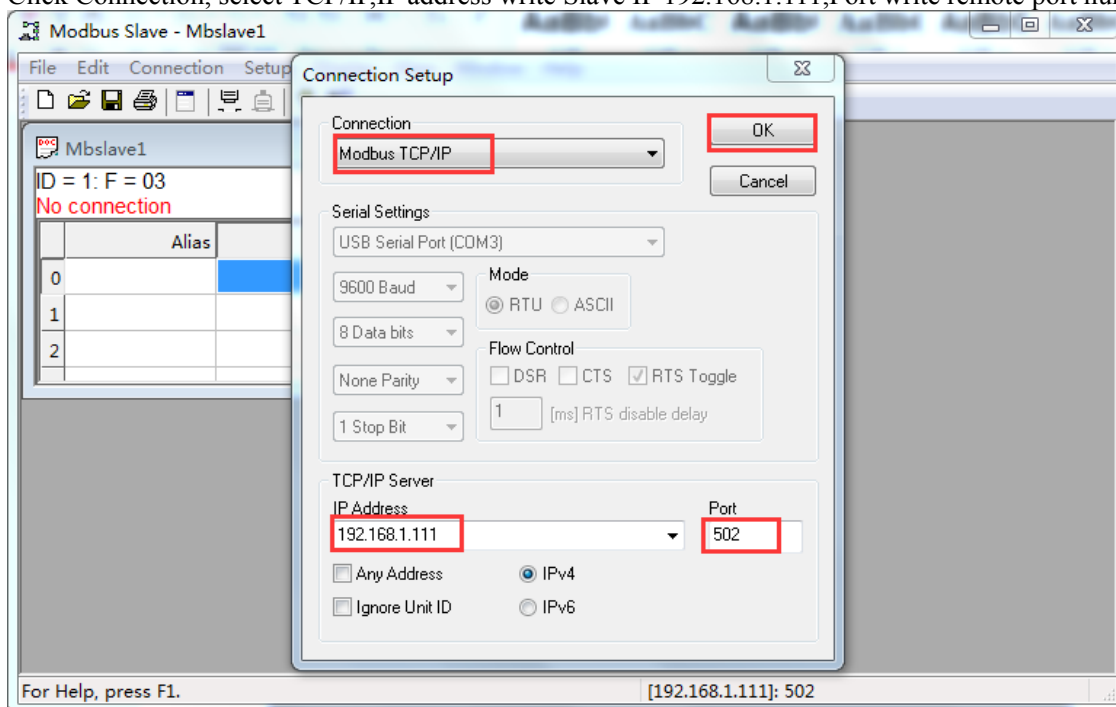 Click Connection, select TCP/IP,IP address write Slave IP 192.168.1.111,Port write remote port
Modbus Slave - Mbslave1
File Edit Connection Setup Window Help
Connection Setup
Mbslave1
ID = 1: F = 03
No connection
Alias
0
1
2
Connection
Modbus TCP/IP
OK
Cancel
Serial Settings
USB Serial Port (COM3)
9600 Baud
8 Data bits
None Parity
1 Stop Bit
Mode
RTU ASCII
Flow Control
DSR CTS RTS Toggle
1 [ms] RTS disable delay
TCP/IP Server
IP Address Port
192.168.1.111 502
Any Address IPv4
Ignore Unit ID IPv6
For Help, press F1. [192.168.1.111]: 502